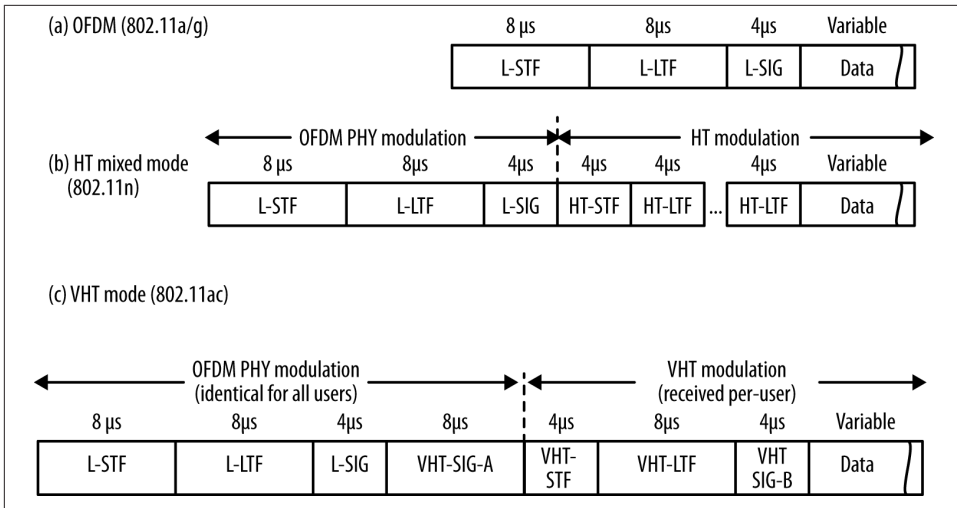 (a) OFDM (802.11a/g)
8 µs 8µs 4µs Variable
L-STF L-LTF L-SIG Data
OFDM PHY modulation HT modulation
(b) HT mixed mode
(802.11n)
8 µs 8µs 4µs 4µs 4µs 4µs Variable
L-STF L-LTF L-SIG HT-STF HT-LTF ... HT-LTF Data
(c) VHT mode (802.11ac)
OFDM PHY modulation
(identical for all users)
VHT modulation
(received per-user)
8 µs 8µs 4µs 8µs 4µs 8µs 4µs Variable
L-STF L-LTF L-SIG VHT-SIG-A VHT-
STF VHT-LTF VHT
SIG-B Data